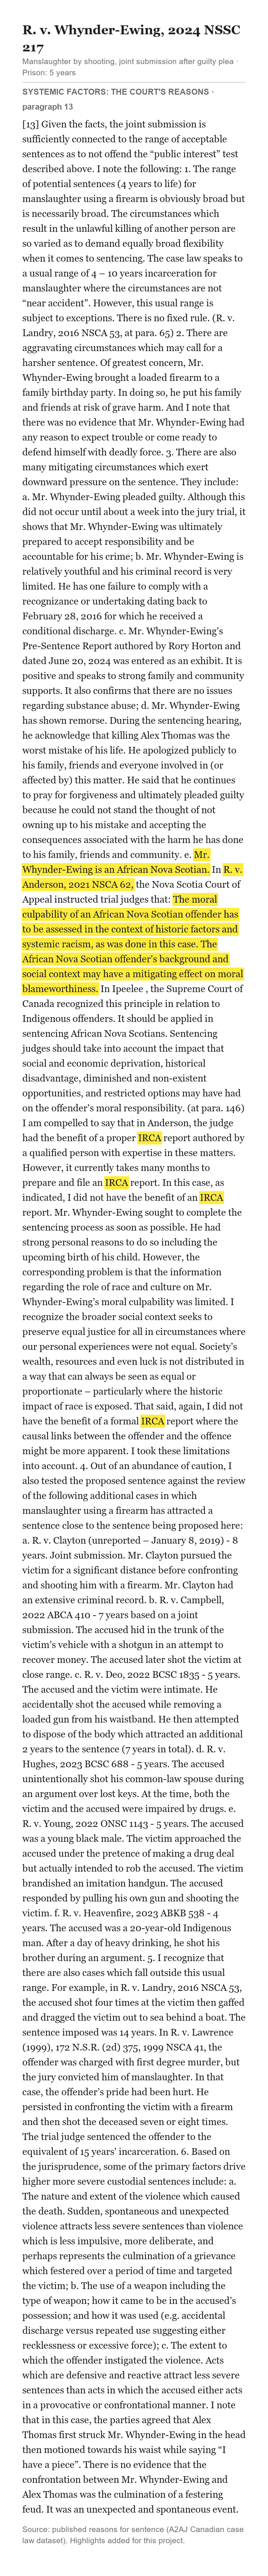 R. v. Whynder-Ewing, 2024 NSSC
217
Manslaughter by shooting, joint submission after guilty plea ·
Prison: 5 years
SYSTEMIC FACTORS: THE COURT'S REASONS ·
paragraph 13
[13] Given the facts, the joint submission is
sufficiently connected to the range of acceptable
sentences as to not offend the “public interest” test
described above. I note the following: 1. The range
of potential sentences (4 years to life) for
manslaughter using a firearm is obviously broad but
is necessarily broad. The circumstances which
result in the unlawful killing of another person are
so varied as to demand equally broad flexibility
when it comes to sentencing. The case law speaks to
a usual range of 4 – 10 years incarceration for
manslaughter where the circumstances are not
“near accident”. However, this usual range is
subject to exceptions. There is no fixed rule. (R. v.
Landry, 2016 NSCA 53, at para. 65) 2. There are
aggravating circumstances which may call for a
harsher sentence. Of greatest concern, Mr.
Whynder-Ewing brought a loaded firearm to a
family birthday party. In doing so, he put his family
and friends at risk of grave harm. And I note that
there was no evidence that Mr. Whynder-Ewing had
any reason to expect trouble or come ready to
defend himself with deadly force. 3. There are also
many mitigating circumstances which exert
downward pressure on the sentence. They include:
a. Mr. Whynder-Ewing pleaded guilty. Although this
did not occur until about a week into the jury trial, it
shows that Mr. Whynder-Ewing was ultimately
prepared to accept responsibility and be
accountable for his crime; b. Mr. Whynder-Ewing is
relatively youthful and his criminal record is very
limited. He has one failure to comply with a
recognizance or undertaking dating back to
February 28, 2016 for which he received a
conditional discharge. c. Mr. Whynder-Ewing’s
Pre-Sentence Report authored by Rory Horton and
dated June 20, 2024 was entered as an exhibit. It is
positive and speaks to strong family and community
supports. It also confirms that there are no issues
regarding substance abuse; d. Mr. Whynder-Ewing
has shown remorse. During the sentencing hearing,
he acknowledge that killing Alex Thomas was the
worst mistake of his life. He apologized publicly to
his family, friends and everyone involved in (or
affected by) this matter. He said that he continues
to pray for forgiveness and ultimately pleaded guilty
because he could not stand the thought of not
owning up to his mistake and accepting the
consequences associated with the harm he has done
to his family, friends and community. e. Mr.
Whynder-Ewing is an African Nova Scotian. In R. v.
Anderson, 2021 NSCA 62, the Nova Scotia Court of
Appeal instructed trial judges that: The moral
culpability of an African Nova Scotian offender has
to be assessed in the context of historic factors and
systemic racism, as was done in this case. The
African Nova Scotian offender’s background and
social context may have a mitigating effect on moral
blameworthiness. In Ipeelee , the Supreme Court of
Canada recognized this principle in relation to
Indigenous offenders. It should be applied in
sentencing African Nova Scotians. Sentencing
judges should take into account the impact that
social and economic deprivation, historical
disadvantage, diminished and non-existent
opportunities, and restricted options may have had
on the offender's moral responsibility. (at para. 146)
I am compelled to say that in Anderson, the judge
had the benefit of a proper IRCA report authored by
a qualified person with expertise in these matters.
However, it currently takes many months to
prepare and file an IRCA report. In this case, as
indicated, I did not have the benefit of an IRCA
report. Mr. Whynder-Ewing sought to complete the
sentencing process as soon as possible. He had
strong personal reasons to do so including the
upcoming birth of his child. However, the
corresponding problem is that the information
regarding the role of race and culture on Mr.
Whynder-Ewing’s moral culpability was limited. I
recognize the broader social context seeks to
preserve equal justice for all in circumstances where
our personal experiences were not equal. Society’s
wealth, resources and even luck is not distributed in
a way that can always be seen as equal or
proportionate – particularly where the historic
impact of race is exposed. That said, again, I did not
have the benefit of a formal IRCA report where the
causal links between the offender and the offence
might be more apparent. I took these limitations
into account. 4. Out of an abundance of caution, I
also tested the proposed sentence against the review
of the following additional cases in which
manslaughter using a firearm has attracted a
sentence close to the sentence being proposed here:
a. R. v. Clayton (unreported – January 8, 2019) - 8
years. Joint submission. Mr. Clayton pursued the
victim for a significant distance before confronting
and shooting him with a firearm. Mr. Clayton had
an extensive criminal record. b. R. v. Campbell,
2022 ABCA 410 - 7 years based on a joint
submission. The accused hid in the trunk of the
victim’s vehicle with a shotgun in an attempt to
recover money. The accused later shot the victim at
close range. c. R. v. Deo, 2022 BCSC 1835 - 5 years.
The accused and the victim were intimate. He
accidentally shot the accused while removing a
loaded gun from his waistband. He then attempted
to dispose of the body which attracted an additional
2 years to the sentence (7 years in total). d. R. v.
Hughes, 2023 BCSC 688 - 5 years. The accused
unintentionally shot his common-law spouse during
an argument over lost keys. At the time, both the
victim and the accused were impaired by drugs. e.
R. v. Young, 2022 ONSC 1143 - 5 years. The accused
was a young black male. The victim approached the
accused under the pretence of making a drug deal
but actually intended to rob the accused. The victim
brandished an imitation handgun. The accused
responded by pulling his own gun and shooting the
victim. f. R. v. Heavenfire, 2023 ABKB 538 - 4
years. The accused was a 20-year-old Indigenous
man. After a day of heavy drinking, he shot his
brother during an argument. 5. I recognize that
there are also cases which fall outside this usual
range. For example, in R. v. Landry, 2016 NSCA 53,
the accused shot four times at the victim then gaffed
and dragged the victim out to sea behind a boat. The
sentence imposed was 14 years. In R. v. Lawrence
(1999), 172 N.S.R. (2d) 375, 1999 NSCA 41, the
offender was charged with first degree murder, but
the jury convicted him of manslaughter. In that
case, the offender’s pride had been hurt. He
persisted in confronting the victim with a firearm
and then shot the deceased seven or eight times.
The trial judge sentenced the offender to the
equivalent of 15 years’ incarceration. 6. Based on
the jurisprudence, some of the primary factors drive
higher more severe custodial sentences include: a.
The nature and extent of the violence which caused
the death. Sudden, spontaneous and unexpected
violence attracts less severe sentences than violence
which is less impulsive, more deliberate, and
perhaps represents the culmination of a grievance
which festered over a period of time and targeted
the victim; b. The use of a weapon including the
type of weapon; how it came to be in the accused’s
possession; and how it was used (e.g. accidental
discharge versus repeated use suggesting either
recklessness or excessive force); c. The extent to
which the offender instigated the violence. Acts
which are defensive and reactive attract less severe
sentences than acts in which the accused either acts
in a provocative or confrontational manner. I note
that in this case, the parties agreed that Alex
Thomas first struck Mr. Whynder-Ewing in the head
then motioned towards his waist while saying “I
have a piece”. There is no evidence that the
confrontation between Mr. Whynder-Ewing and
Alex Thomas was the culmination of a festering
feud. It was an unexpected and spontaneous event.
Source: published reasons for sentence (A2AJ Canadian case
law dataset). Highlights added for this project.